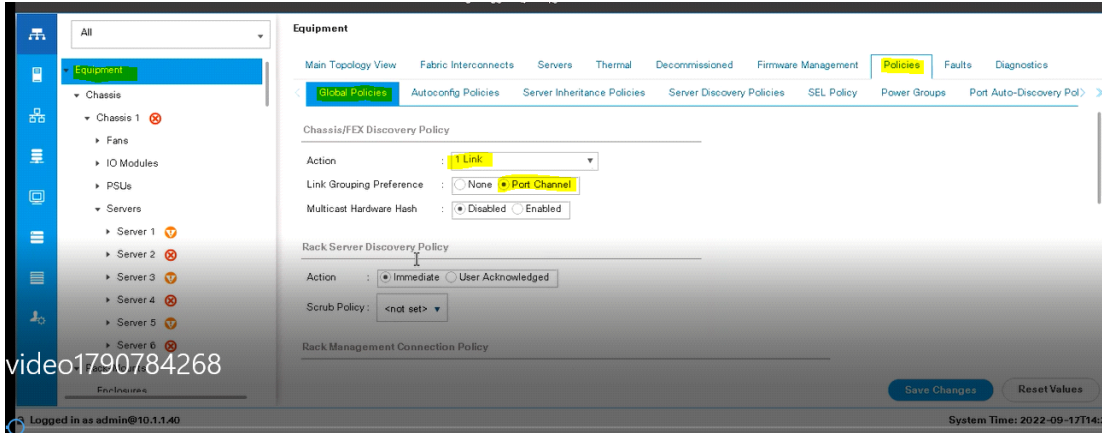 All
Equipment
Chassis
Chassis 1
Fans
IO Modules
PSUs
Servers
Server 1
Server 2
Server 3
Server 4
Server 5
Server 6
Enclosures
Equipment
Main Topology View Fabric Interconnects Servers Thermal Decommissioned Firmware Management Policies Faults Diagnostics
Global Policies Autoconfig Policies Server Inheritance Policies Server Discovery Policies SEL Policy Power Groups Port Auto-Discovery Pol
Chassis/FEX Discovery Policy
Action : 1 Link
Link Grouping Preference : None Port Channel
Multicast Hardware Hash : Disabled Enabled
Rack Server Discovery Policy
Action : Immediate User Acknowledged
Scrub Policy : <not set>
Rack Management Connection Policy
video1790784268
Save Changes Reset Values
Logged in as admin@10.1.1.40
System Time: 2022-09-17T14: